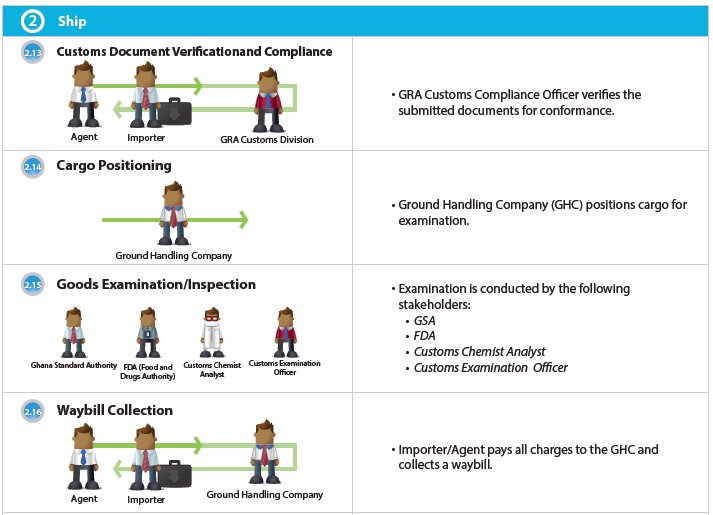 2 Ship
2.13 Customs Document Verificationand Compliance
Agent
Importer
GRA Customs Division
• GRA Customs Compliance Officer verifies the
submitted documents for conformance.
2.14 Cargo Positioning
Ground Handling Company
• Ground Handling Company (GHC) positions cargo for
examination.
2.15 Goods Examination/Inspection
Ghana Standard Authority
FDA (Food and
Drugs Authority)
Customs Chemist
Analyst
Customs Examination
Officer
• Examination is conducted by the following
stakeholders:
• GSA
• FDA
• Customs Chemist Analyst
• Customs Examination Officer
2.16 Waybill Collection
Agent
Importer
Ground Handling Company
• Importer/Agent pays all charges to the GHC and
collects a waybill.